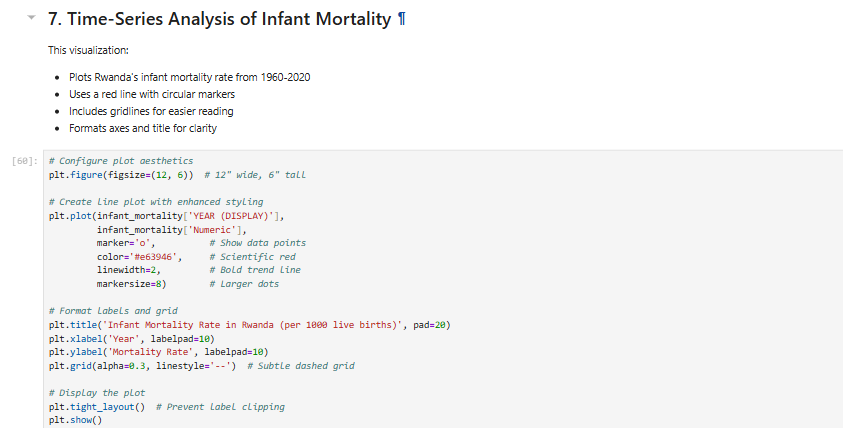 7. Time-Series Analysis of Infant Mortality ¶
This visualization:
• Plots Rwanda's infant mortality rate from 1960-2020
• Uses a red line with circular markers
• Includes gridlines for easier reading
• Formats axes and title for clarity
[60]:
# Configure plot aesthetics
plt.figure(figsize=(12, 6))  # 12" wide, 6" tall

# Create line plot with enhanced styling
plt.plot(infant_mortality['YEAR (DISPLAY)'],
         infant_mortality['Numeric'],
         marker='o',           # Show data points
         color='#e63946',      # Scientific red
         linewidth=2,          # Bold trend line
         markersize=8)         # Larger dots

# Format labels and grid
plt.title('Infant Mortality Rate in Rwanda (per 1000 live births)', pad=20)
plt.xlabel('Year', labelpad=10)
plt.ylabel('Mortality Rate', labelpad=10)
plt.grid(alpha=0.3, linestyle='--')  # Subtle dashed grid

# Display the plot
plt.tight_layout()  # Prevent label clipping
plt.show()